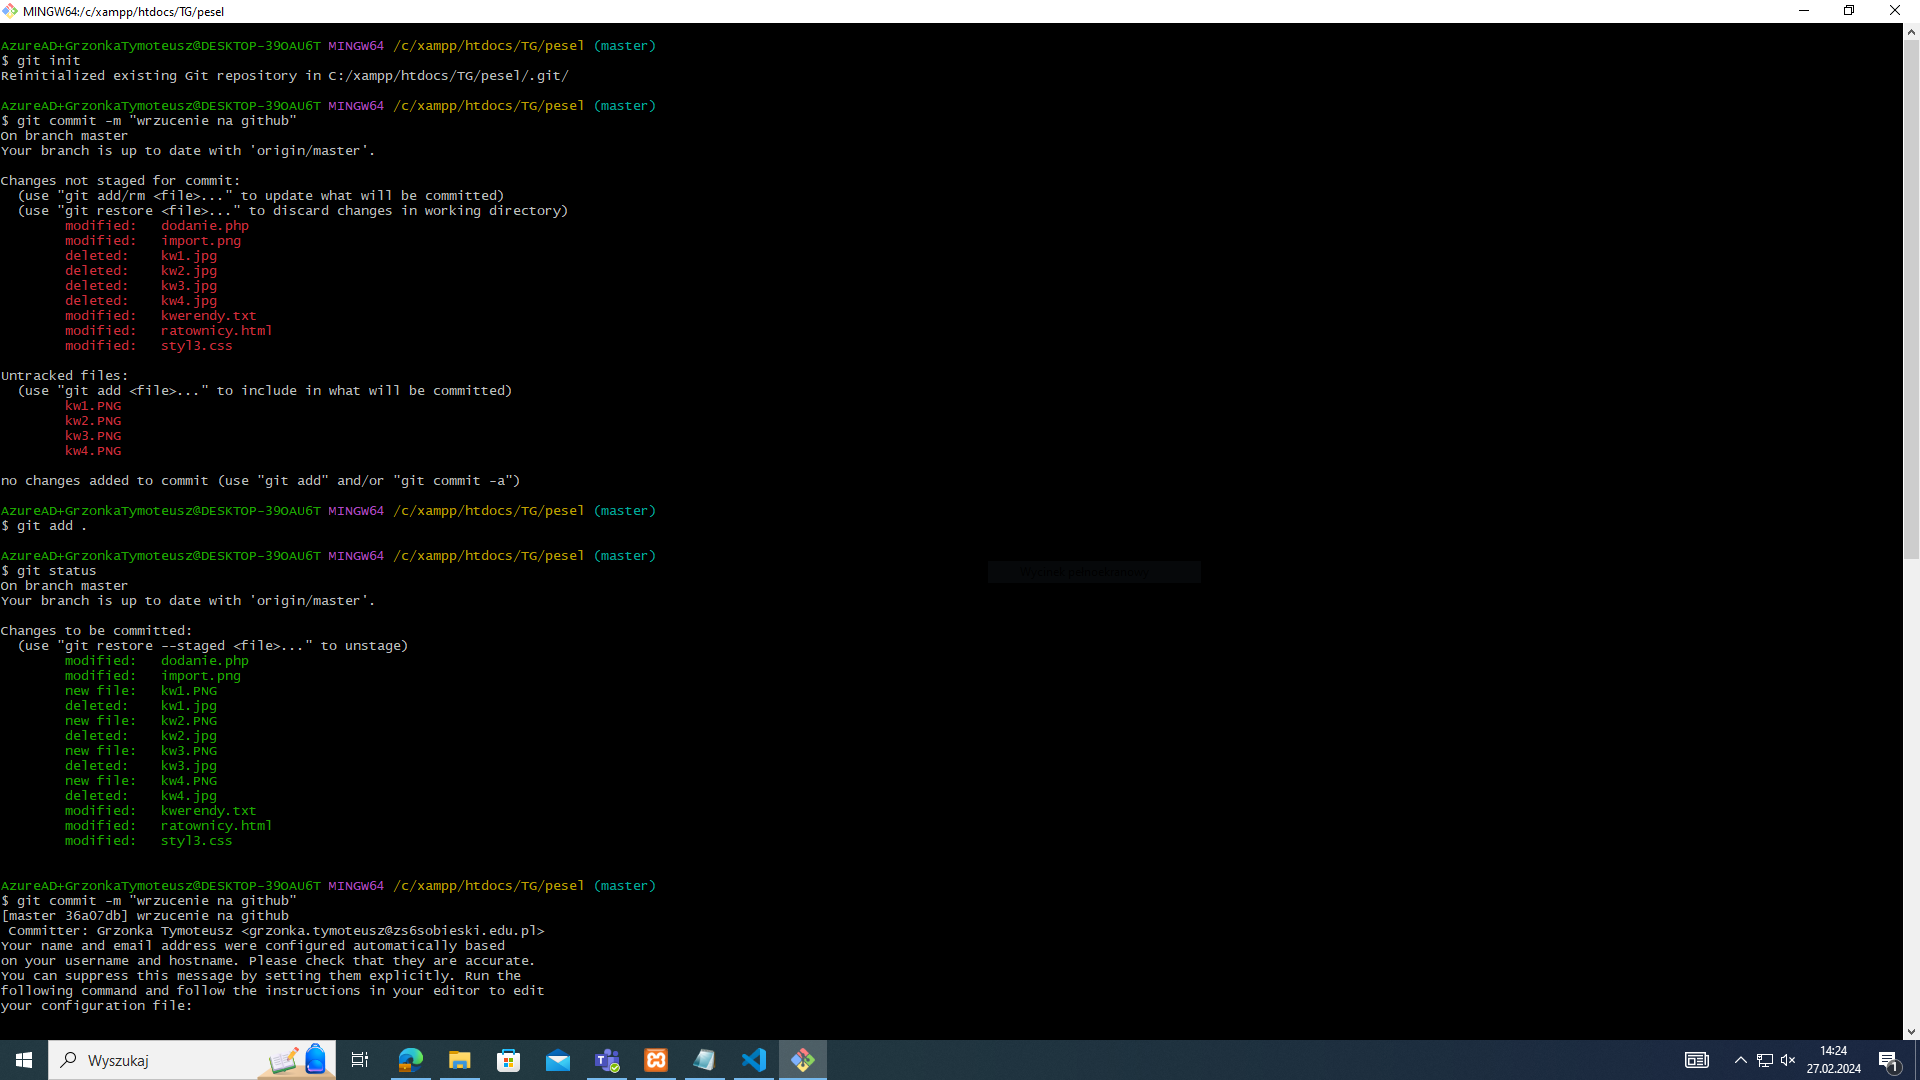 MINGW64:/c/xampp/htdocs/TG/pesel
AzureAD+GrzonkaTymoteusz@DESKTOP-39OAU6T MINGW64 /c/xampp/htdocs/TG/pesel (master)
$ git init
Reinitialized existing Git repository in C:/xampp/htdocs/TG/pesel/.git/
AzureAD+GrzonkaTymoteusz@DESKTOP-39OAU6T MINGW64 /c/xampp/htdocs/TG/pesel (master)
$ git commit -m "wrzucenie na github"
On branch master
Your branch is up to date with 'origin/master'.
Changes not staged for commit:
  (use "git add/rm <file>..." to update what will be committed)
  (use "git restore <file>..." to discard changes in working directory)
        modified:   dodanie.php
        modified:   import.png
        deleted:    kw1.jpg
        deleted:    kw2.jpg
        deleted:    kw3.jpg
        deleted:    kw4.jpg
        modified:   kwerendy.txt
        modified:   ratownicy.html
        modified:   styl3.css
Untracked files:
  (use "git add <file>..." to include in what will be committed)
        kw1.PNG
        kw2.PNG
        kw3.PNG
        kw4.PNG
no changes added to commit (use "git add" and/or "git commit -a")
AzureAD+GrzonkaTymoteusz@DESKTOP-39OAU6T MINGW64 /c/xampp/htdocs/TG/pesel (master)
$ git add .
AzureAD+GrzonkaTymoteusz@DESKTOP-39OAU6T MINGW64 /c/xampp/htdocs/TG/pesel (master)
$ git status
On branch master
Your branch is up to date with 'origin/master'.
Changes to be committed:
  (use "git restore --staged <file>..." to unstage)
        modified:   dodanie.php
        modified:   import.png
        new file:   kw1.PNG
        deleted:    kw1.jpg
        new file:   kw2.PNG
        deleted:    kw2.jpg
        new file:   kw3.PNG
        deleted:    kw3.jpg
        new file:   kw4.PNG
        deleted:    kw4.jpg
        modified:   kwerendy.txt
        modified:   ratownicy.html
        modified:   styl3.css
AzureAD+GrzonkaTymoteusz@DESKTOP-39OAU6T MINGW64 /c/xampp/htdocs/TG/pesel (master)
$ git commit -m "wrzucenie na github"
[master 36a07db] wrzucenie na github
 Committer: Grzonka Tymoteusz <grzonka.tymoteusz@zs6sobieski.edu.pl>
Your name and email address were configured automatically based
on your username and hostname. Please check that they are accurate.
You can suppress this message by setting them explicitly. Run the
following command and follow the instructions in your editor to edit
your configuration file:
Wyszukaj
14:24
27.02.2024
1